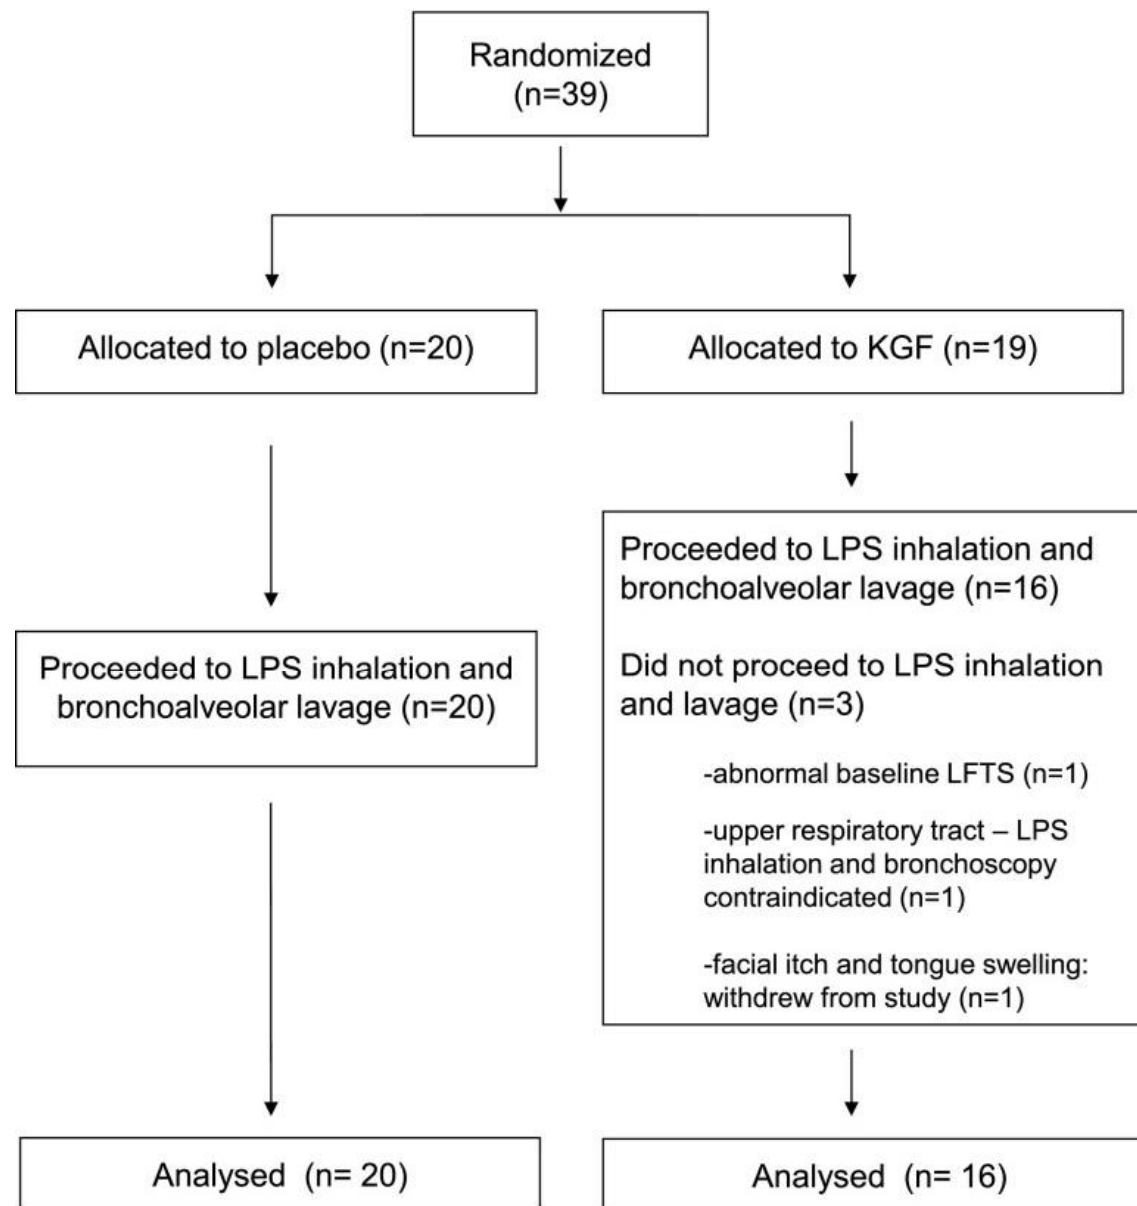 Randomized
(n=39)
Allocated to placebo (n=20)
Allocated to KGF (n=19)
Proceeded to LPS inhalation and
bronchoalveolar lavage (n=20)
Proceeded to LPS inhalation and
bronchoalveolar lavage (n=16)
Did not proceed to LPS inhalation
and lavage (n=3)
-abnormal baseline LFTS (n=1)
-upper respiratory tract – LPS
inhalation and bronchoscopy
contraindicated (n=1)
-facial itch and tongue swelling:
withdrew from study (n=1)
Analysed (n= 20)
Analysed (n= 16)